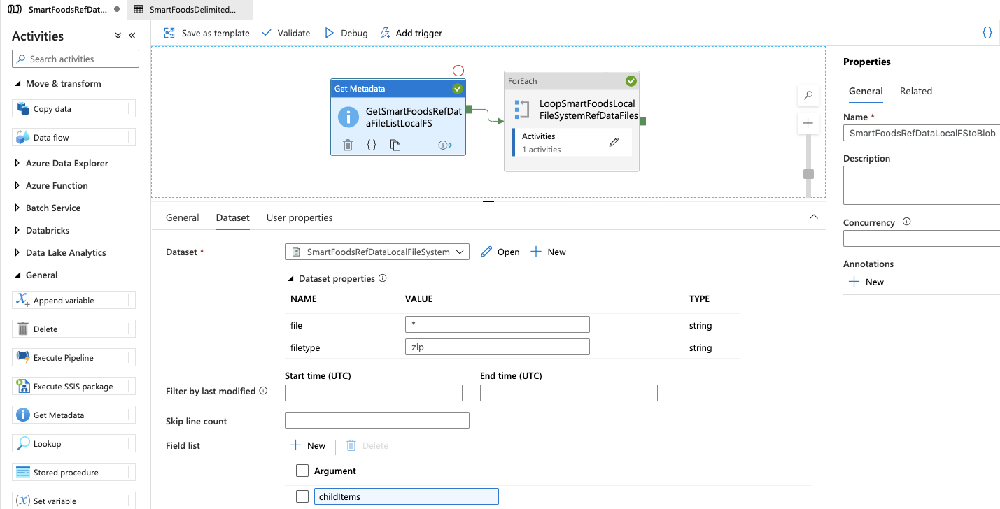 SmartFoodsRefDat...
SmartFoodsDelimited...
Activities
Search activities
Move & transform
Copy data
Data flow
Azure Data Explorer
Azure Function
Batch Service
Databricks
Data Lake Analytics
General
Append variable
Delete
Execute Pipeline
Execute SSIS package
Get Metadata
Lookup
Stored procedure
Set variable
Save as template
Validate
Debug
Add trigger
Get Metadata
GetSmartFoodsRefDat
aFileListLocalFS
ForEach
LoopSmartFoodsLocal
FileSystemRefDataFiles
Activities
1 activities
General
Dataset
User properties
Dataset *
SmartFoodsRefDataLocalFileSystem
Open
New
Dataset properties
NAME VALUE TYPE
file * string
filetype zip string
Start time (UTC) End time (UTC)
Filter by last modified
Skip line count
Field list
New
Delete
Argument
childItems
Properties
General
Related
Name *
SmartFoodsRefDataLocalFStoBlob
Description
Concurrency
Annotations
New